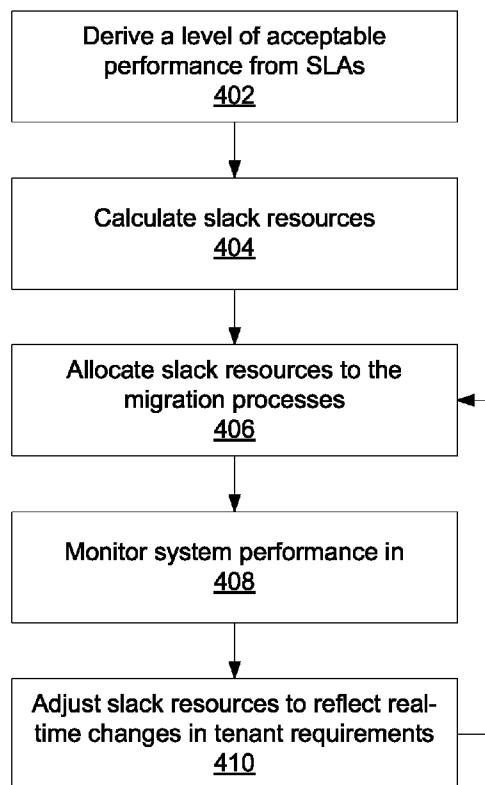 Derive a level of acceptable
performance from SLAs
402
Calculate slack resources
404
Allocate slack resources to the
migration processes
406
Monitor system performance in
408
Adjust slack resources to reflect real-
time changes in tenant requirements
410